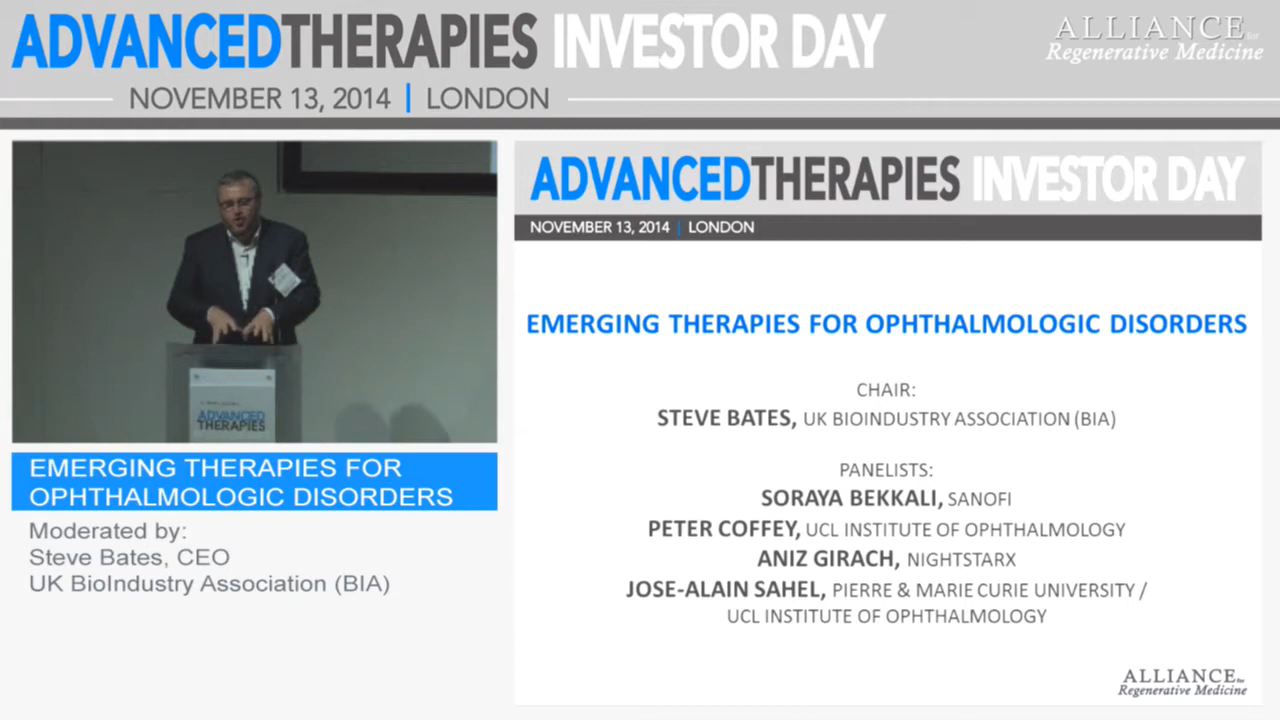 ADVANCEDTHERAPIES INVESTOR DAY
NOVEMBER 13, 2014 | LONDON
ALLIANCE for
Regenerative Medicine
ADVANCED
THERAPIES
EMERGING THERAPIES FOR
OPHTHALMOLOGIC DISORDERS
Moderated by:
Steve Bates, CEO
UK BioIndustry Association (BIA)
ADVANCEDTHERAPIES INVESTOR DAY
NOVEMBER 13, 2014 | LONDON
EMERGING THERAPIES FOR OPHTHALMOLOGIC DISORDERS
CHAIR:
STEVE BATES, UK BIOINDUSTRY ASSOCIATION (BIA)
PANELISTS:
SORAYA BEKKALI, SANOFI
PETER COFFEY, UCL INSTITUTE OF OPHTHALMOLOGY
ANIZ GIRACH, NIGHTSTARX
JOSE-ALAIN SAHEL, PIERRE & MARIE CURIE UNIVERSITY /
UCL INSTITUTE OF OPHTHALMOLOGY
ALLIANCE for
Regenerative Medicine